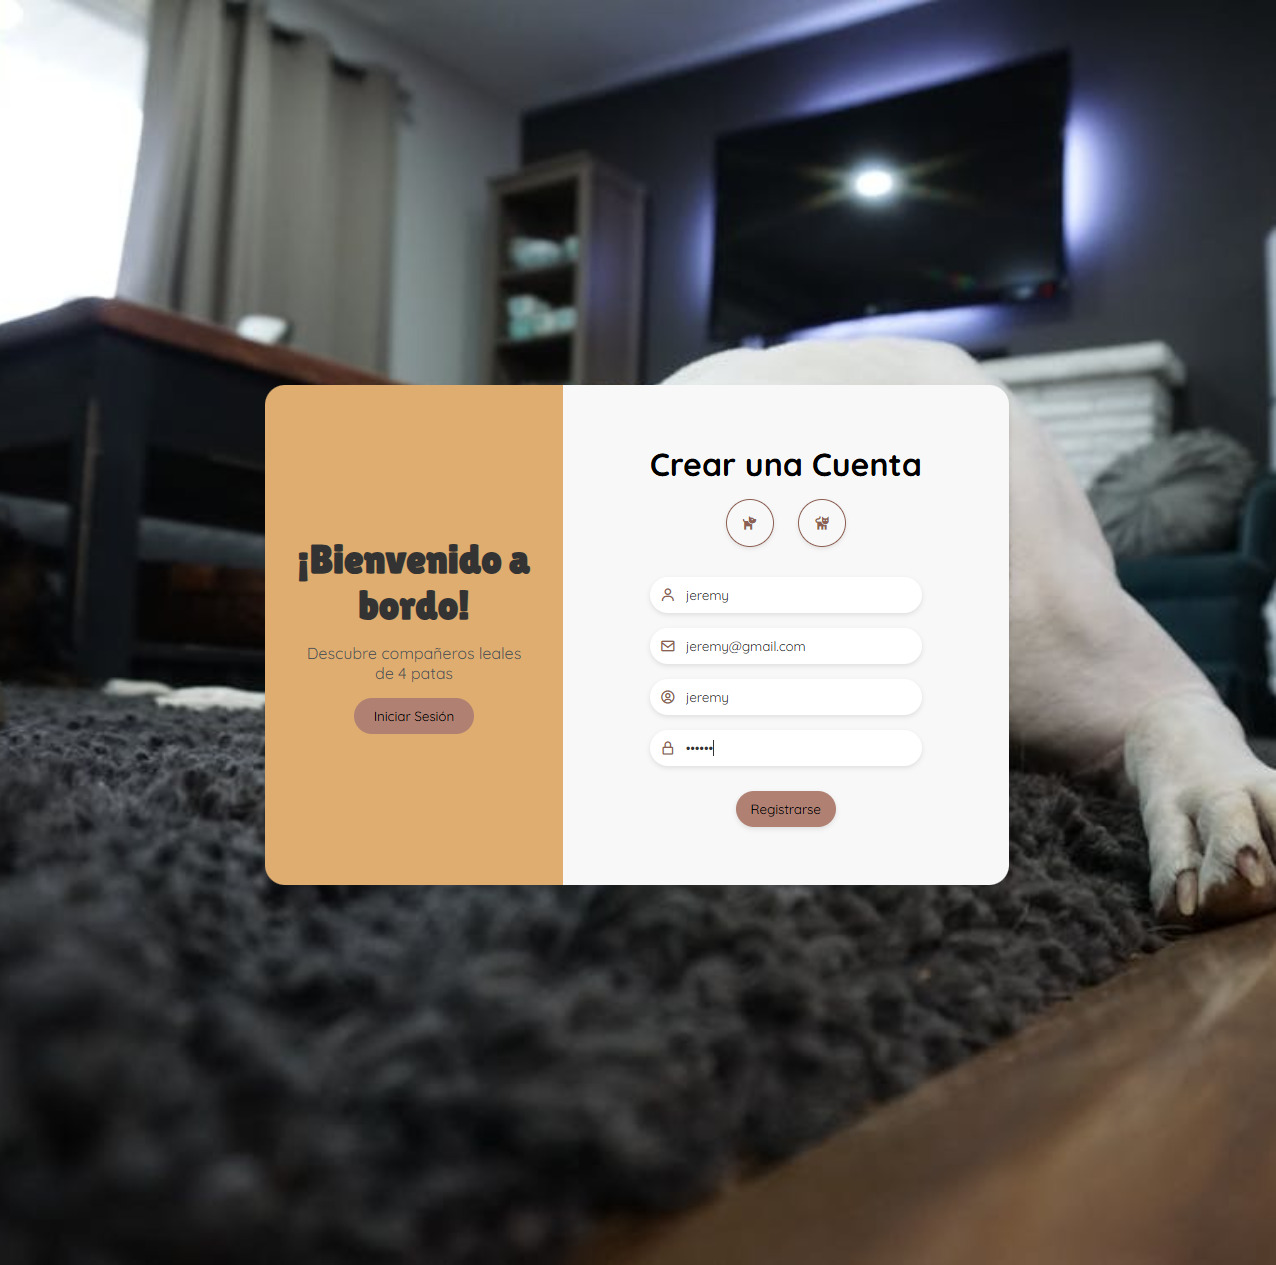 ¡Bienvenido a
bordo!
Descubre compañeros leales
de 4 patas
Iniciar Sesión
Crear una Cuenta
jeremy
jeremy@gmail.com
jeremy
••••••
Registrarse